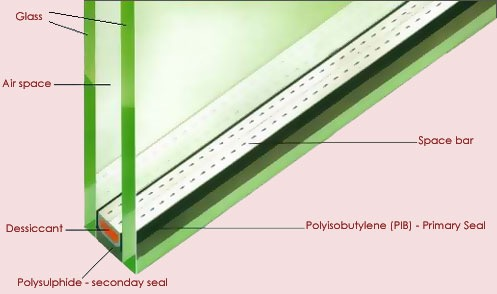 Glass
Air space
Space bar
Dessiccant
Polyisobutylene (PIB) - Primary Seal
Polysulphide - seconday seal